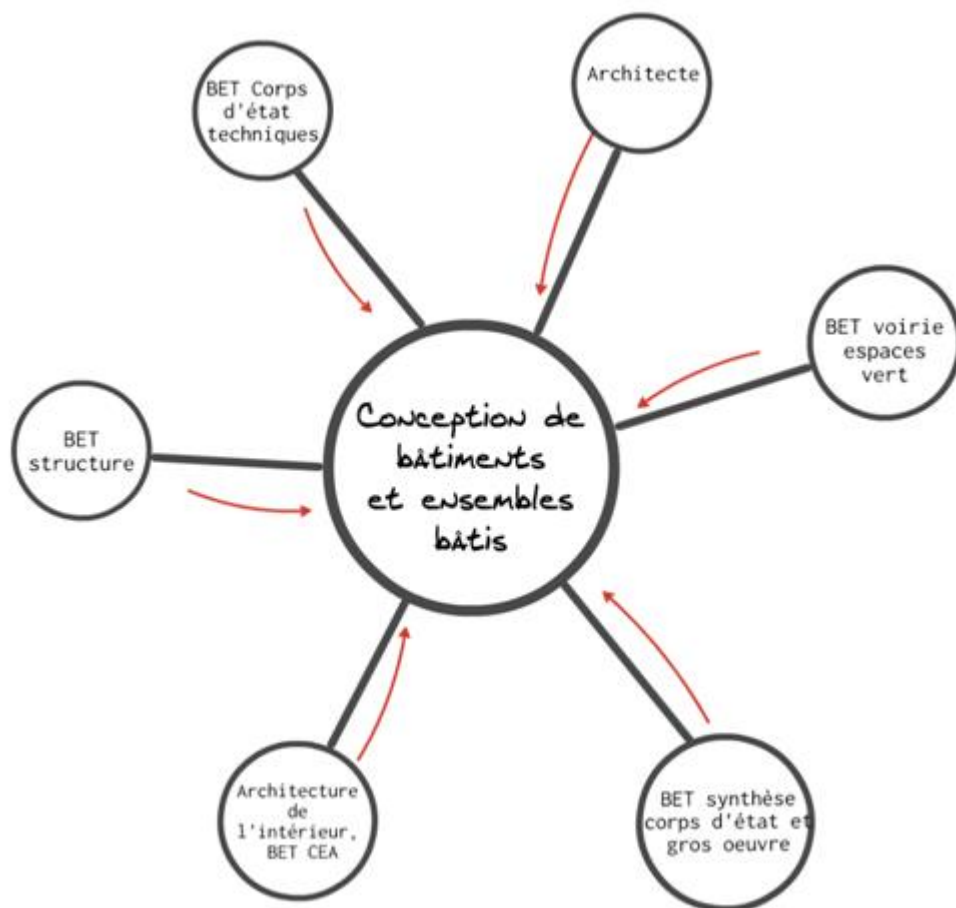 BET Corps
d'état
techniques
Architecte
BET voirie
espaces
vert
Conception de
bâtiments
et ensembles
bâtis
BET
structure
Architecture
de
l'intérieur,
BET CEA
BET synthèse
corps d'état et
gros oeuvre